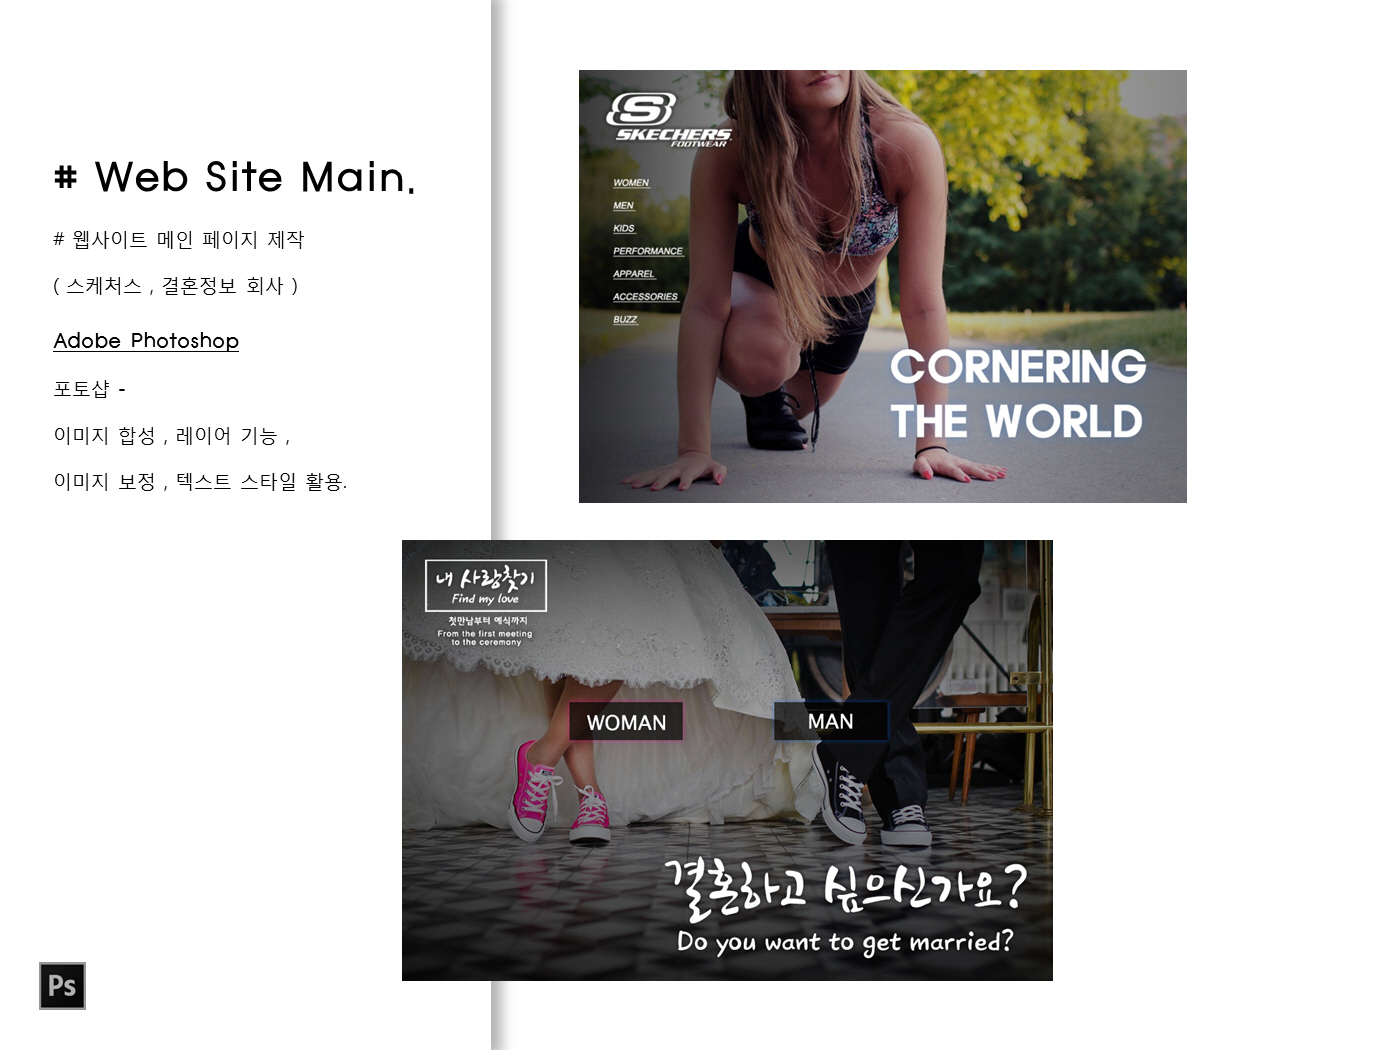 # Web Site Main.
# 웹사이트 메인 페이지 제작
( 스케처스 , 결혼정보 회사 )
Adobe Photoshop
포토샵 -
이미지 합성 , 레이어 기능 ,
이미지 보정 , 텍스트 스타일 활용.
S
SKECHERS
FOOTWEAR
WOMEN
MEN
KIDS
PERFORMANCE
APPAREL
ACCESSORIES
BUZZ
CORNERING
THE WORLD
내 사랑찾기
Find my love
첫만남부터 예식까지
From the first meeting
to the ceremony
WOMAN
MAN
결혼하고 싶으신가요?
Do you want to get married?
Ps